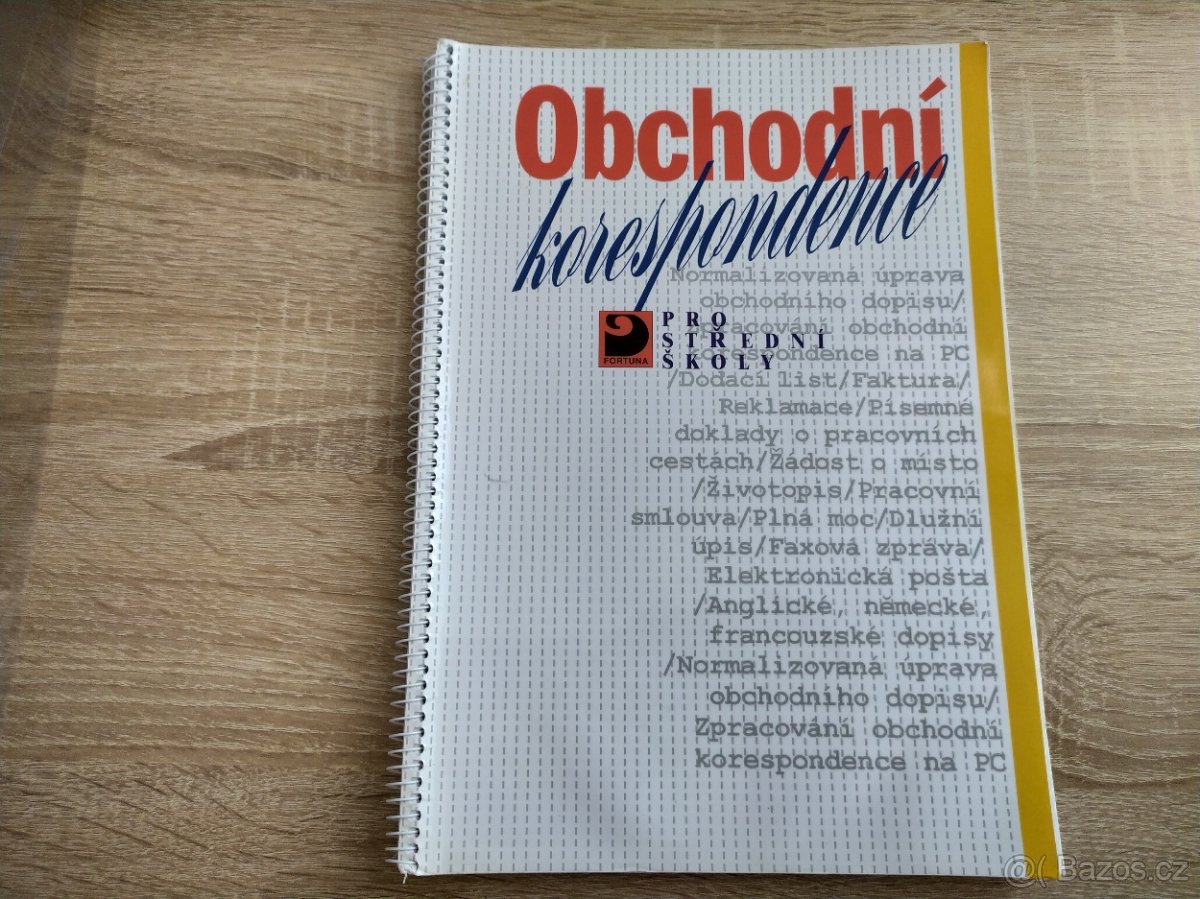 Obchodní
korespondence
Normalizovaná úprava
obchodního dopisu/
PRO
STŘEDNÍ
ŠKOLY
FORTUNA
zpracování obchodní
korespondence na PC
/Dodací list/Faktura/
Reklamace/Písemné
doklady o pracovních
cestách/Žádost o místo
/Životopis/Pracovní
smlouva/Plná moc/Dlužní
úpis/Faxová zpráva/
Elektronická pošta
/Anglické, německé,
francouzské dopisy
/Normalizovaná úprava
obchodního dopisu/
Zpracování obchodní
korespondence na PC
Bazos.cz